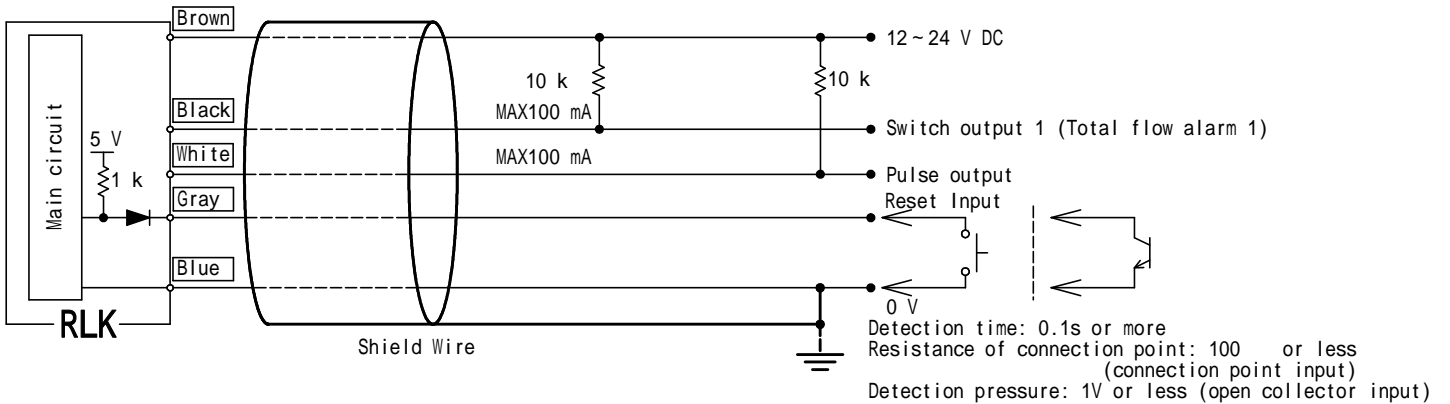 Brown
12~24 V DC
10 k
10 k
Main circuit
Black
MAX100 mA
Switch output 1 (Total flow alarm 1)
5 V
White
MAX100 mA
1 k
Pulse output
Gray
Reset Input
Blue
0 V
RLK
Shield Wire
Detection time: 0.1s or more
Resistance of connection point: 100 or less
(connection point input)
Detection pressure: 1V or less (open collector input)